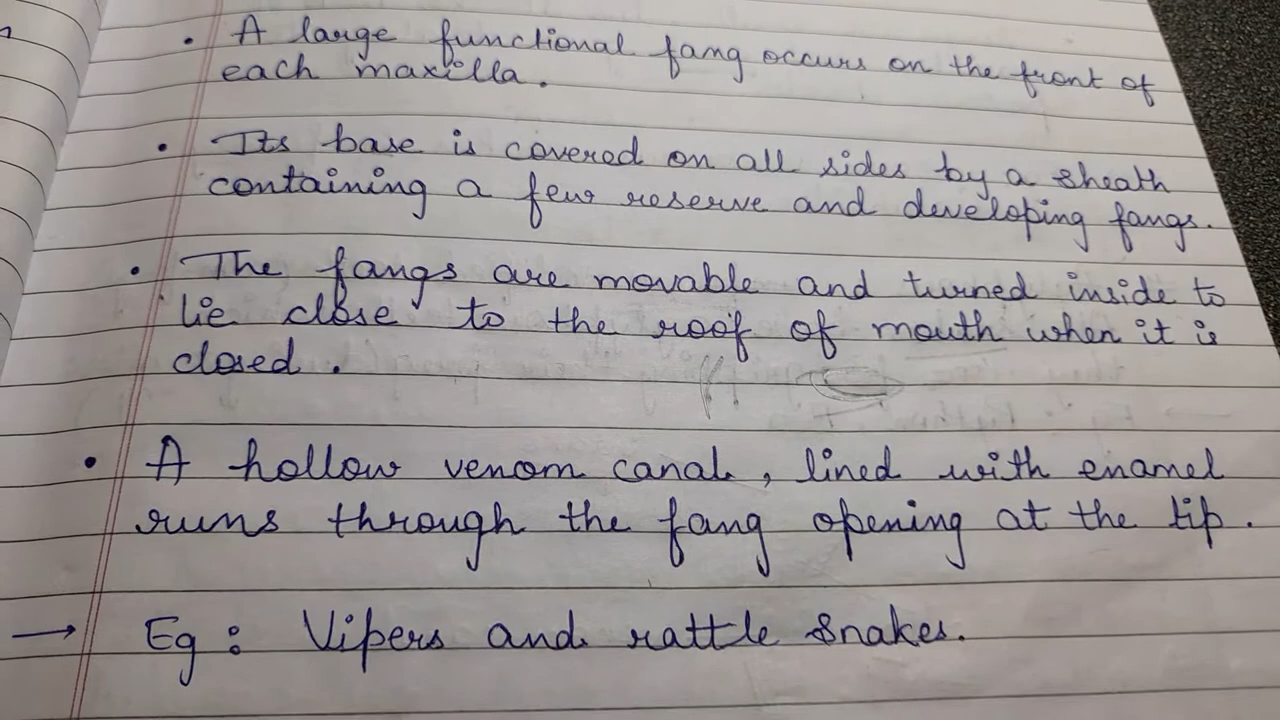 • A large functional fang occurs on the front of
each maxilla.
• Its base is covered on all sides by a sheath
containing a few reserve and developing fangs.
• The fangs are movable and turned inside to
lie close to the roof of mouth when it is
closed.
• A hollow venom canal, lined with enamel
runs through the fang opening at the tip.
→ Eg: Vipers and rattle snakes.